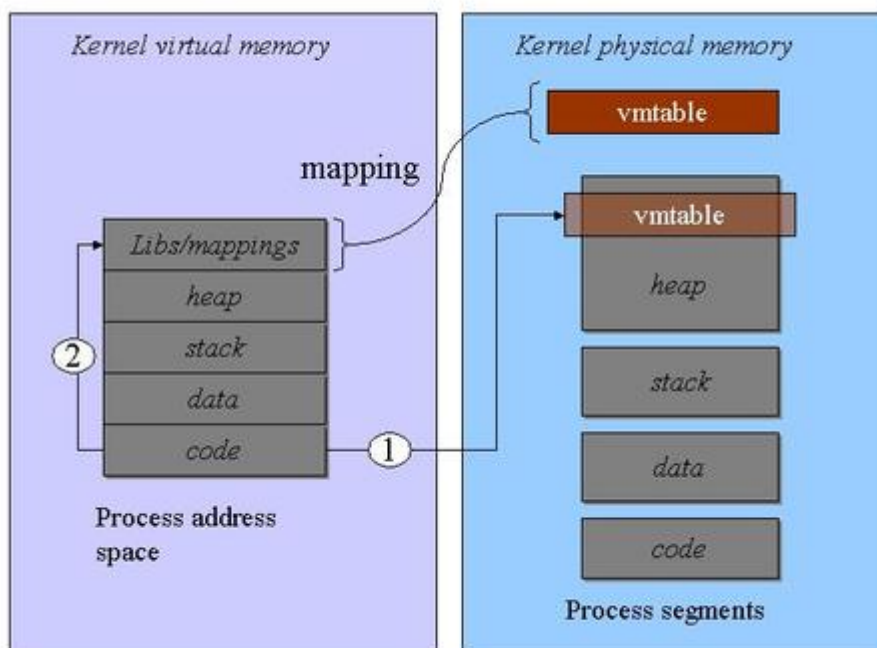 Kernel virtual memory
Kernel physical memory
vmtable
mapping
vmtable
Libs/mappings
heap
heap
stack
2
stack
data
code
1
data
Process address
space
code
Process segments